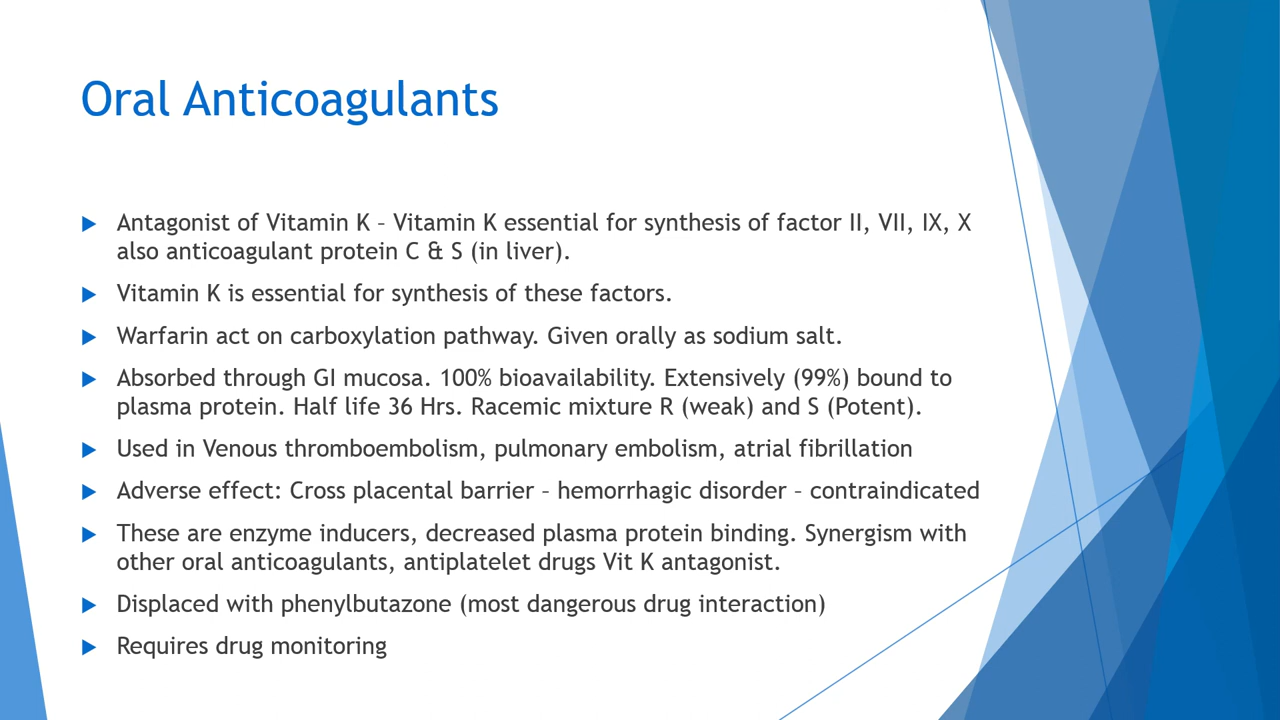 Oral Anticoagulants
Antagonist of Vitamin K – Vitamin K essential for synthesis of factor II, VII, IX, X
also anticoagulant protein C & S (in liver).
Vitamin K is essential for synthesis of these factors.
Warfarin act on carboxylation pathway. Given orally as sodium salt.
Absorbed through GI mucosa. 100% bioavailability. Extensively (99%) bound to
plasma protein. Half life 36 Hrs. Racemic mixture R (weak) and S (Potent).
Used in Venous thromboembolism, pulmonary embolism, atrial fibrillation
Adverse effect: Cross placental barrier – hemorrhagic disorder – contraindicated
These are enzyme inducers, decreased plasma protein binding. Synergism with
other oral anticoagulants, antiplatelet drugs Vit K antagonist.
Displaced with phenylbutazone (most dangerous drug interaction)
Requires drug monitoring